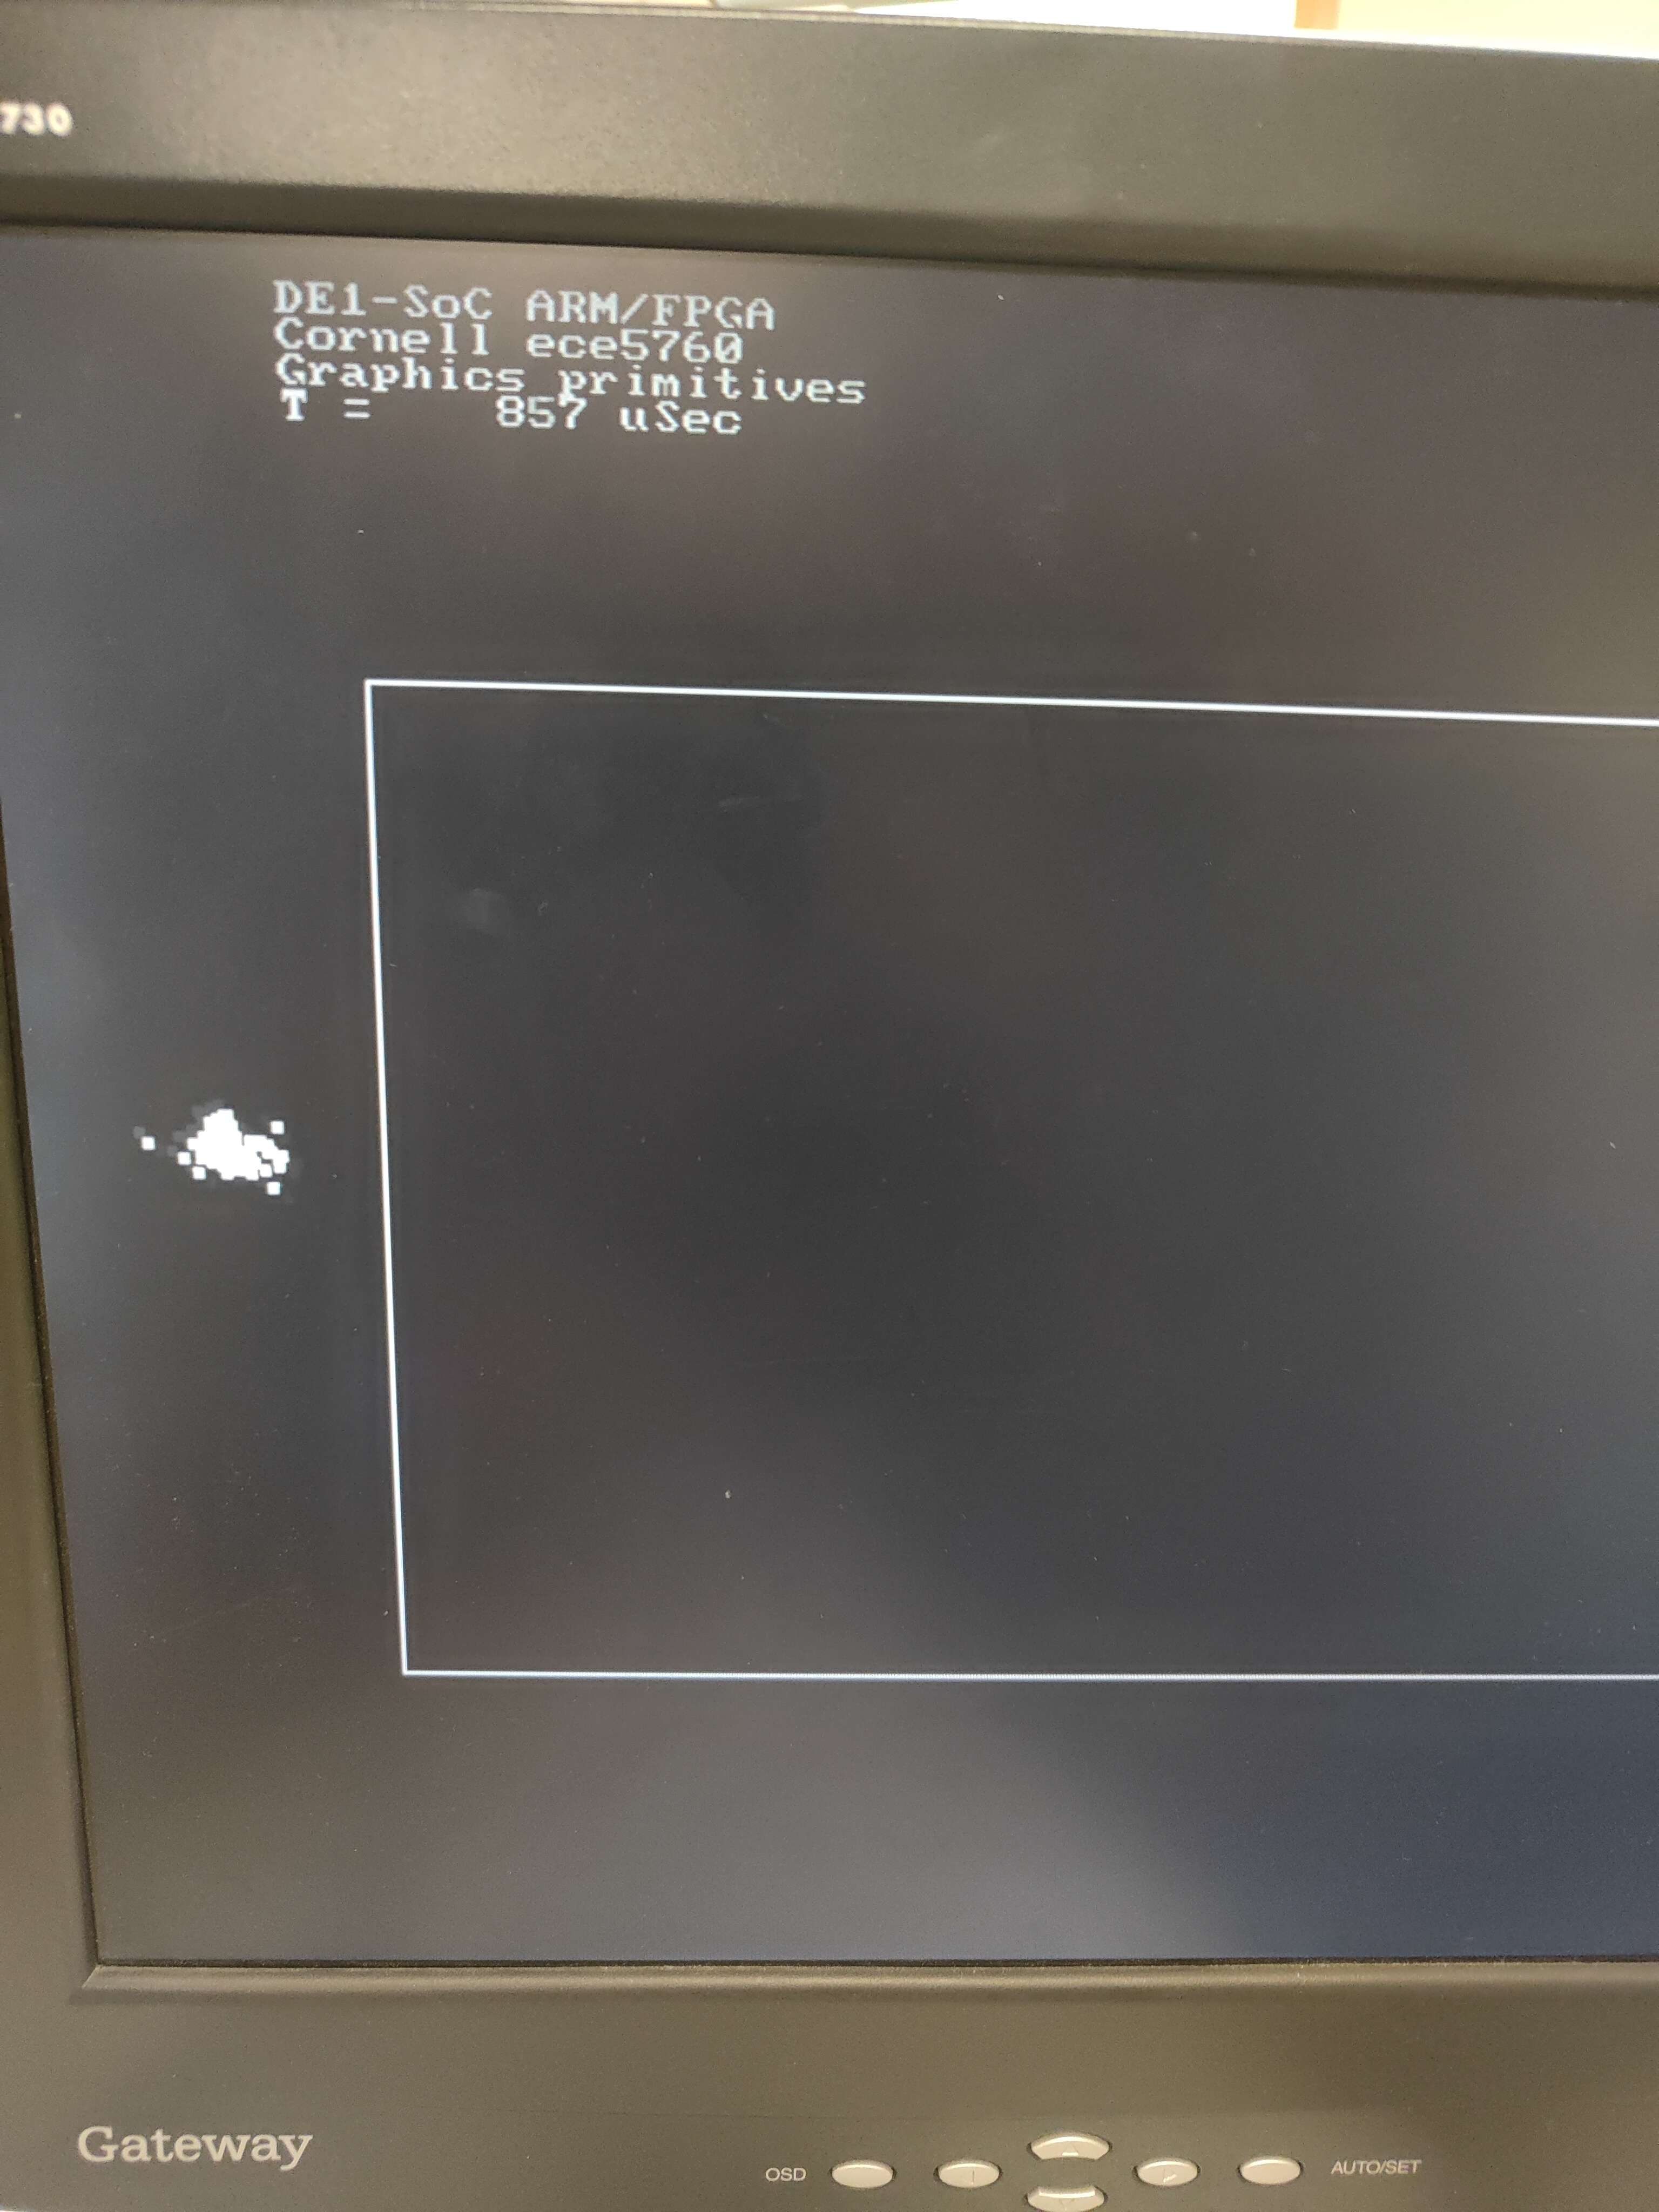 730
DE1-SoC ARM/FPGA
Cornell ece5760
Graphics primitives
T = 857 uSec
Gateway
OSD
AUTO/SET